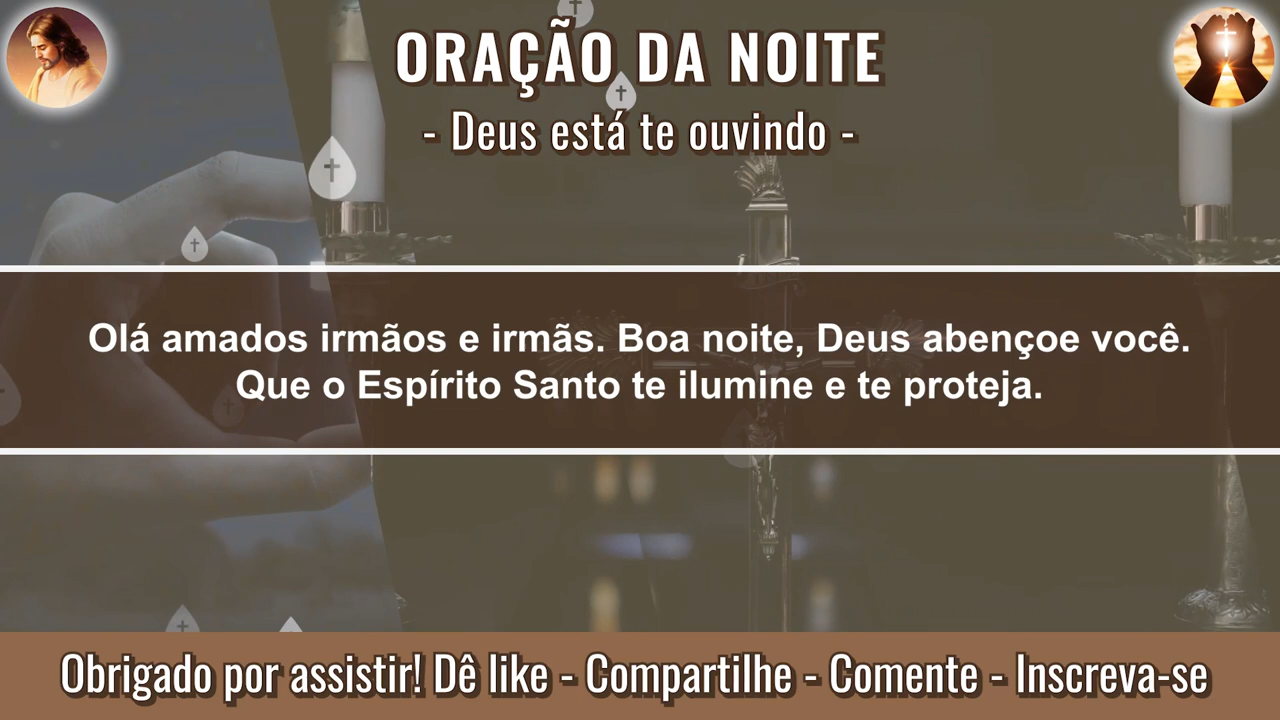 ORAÇÃO DA NOITE
- Deus está te ouvindo -
Olá amados irmãos e irmãs. Boa noite, Deus abençoe você.
Que o Espírito Santo te ilumine e te proteja.
Obrigado por assistir! Dê like - Compartilhe - Comente - Inscreva-se